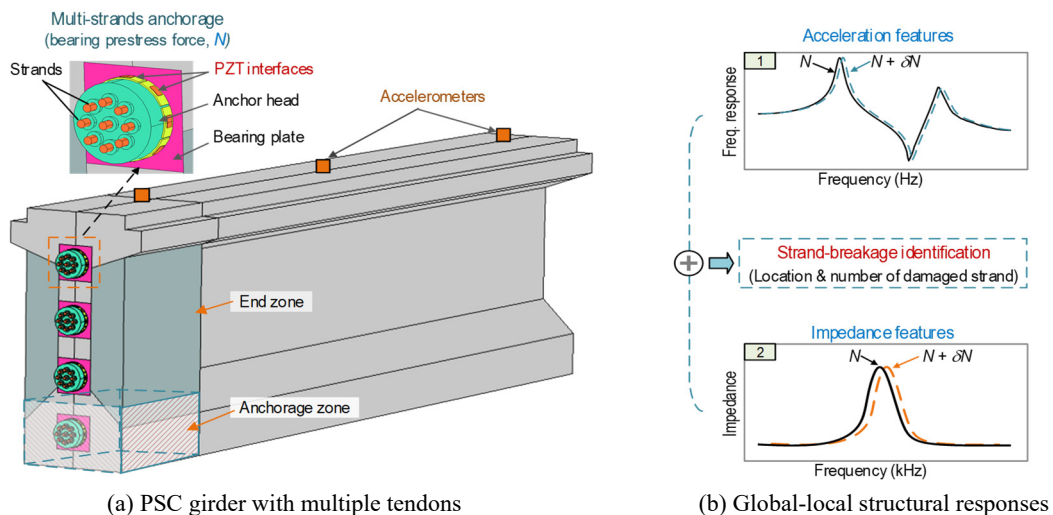 Multi-strands anchorage
(bearing prestress force, N)
Strands
PZT interfaces
Anchor head
Bearing plate
Accelerometers
End zone
Anchorage zone
(a) PSC girder with multiple tendons
Acceleration features
1
N
N + δN
Freq. response
Frequency (Hz)
+
Strand-breakage identification
(Location & number of damaged strand)
Impedance features
2
N
N + δN
Impedance
Frequency (kHz)
(b) Global-local structural responses